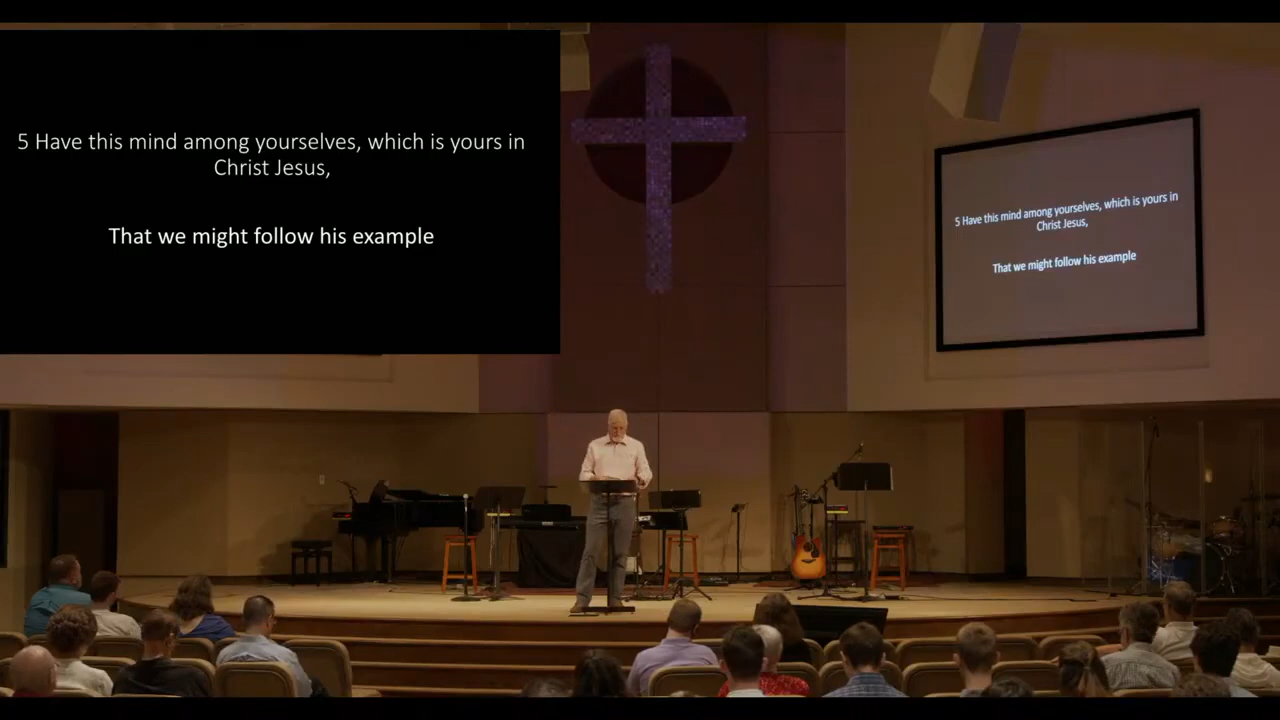 5 Have this mind among yourselves, which is yours in
Christ Jesus,
That we might follow his example
5 Have this mind among yourselves, which is yours in
Christ Jesus,
That we might follow his example